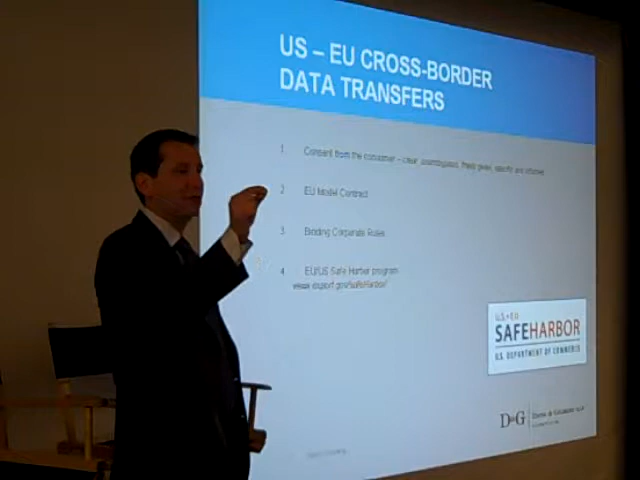 US – EU CROSS-BORDER
DATA TRANSFERS
1. Consent from the consumer – clear, unambiguous, freely given, specific and informed
2 EU Model Contract
3 Binding Corporate Rules
4 EU/US Safe Harbor program
www.export.gov/safeHarbor/
U.S.-EU
SAFEHARBOR
U.S. DEPARTMENT OF COMMERCE
D&G